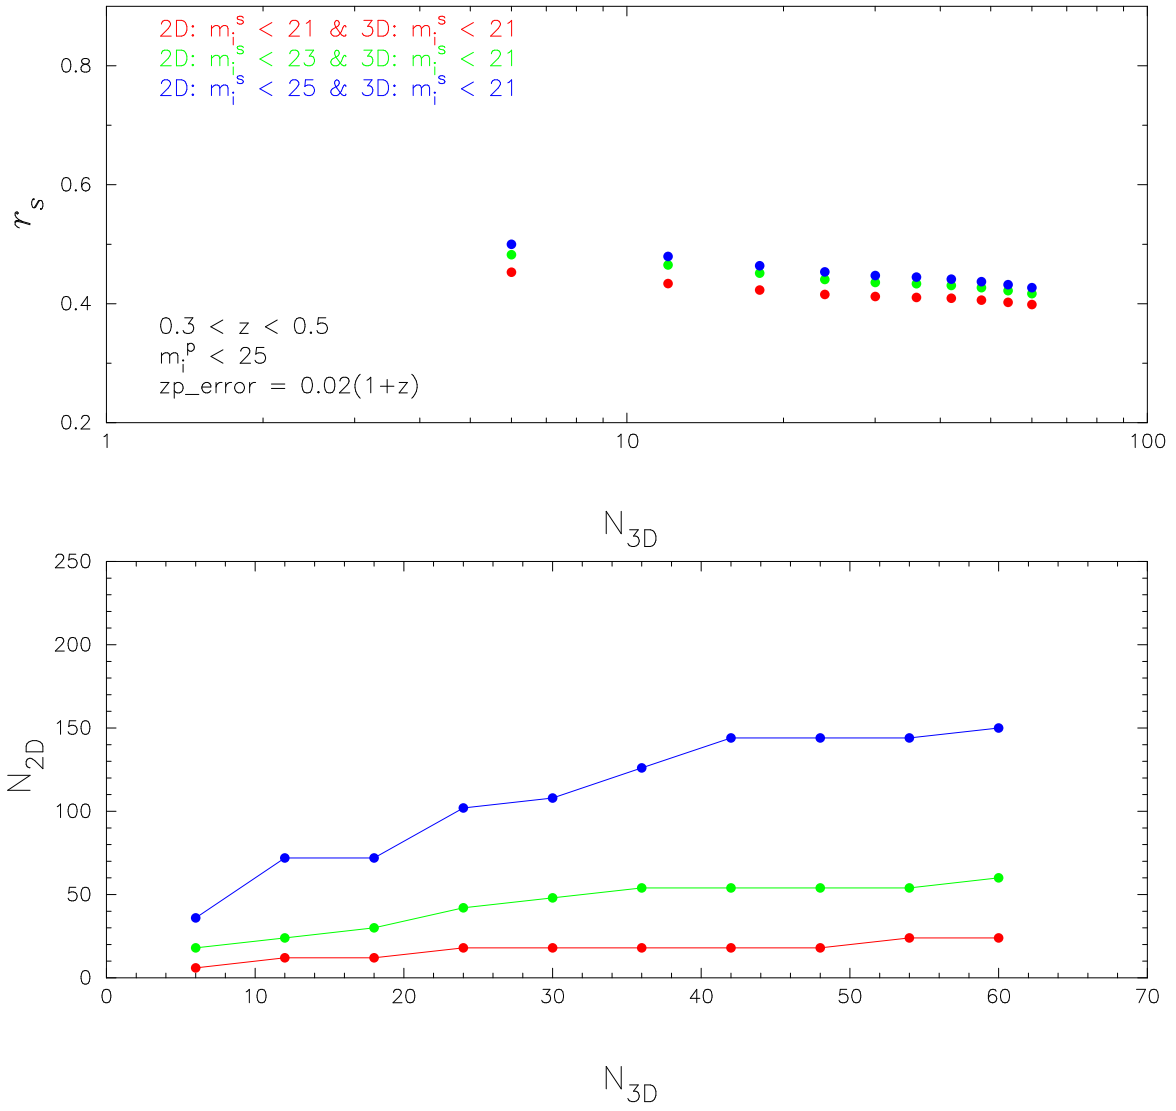 2D: m_i^s < 21 & 3D: m_i^s < 21
2D: m_i^s < 23 & 3D: m_i^s < 21
2D: m_i^s < 25 & 3D: m_i^s < 21
0.8
0.6
r_s
0.4
0.3 < z < 0.5
m_i^p < 25
zp_error = 0.02(1+z)
0.2
1 10 100
N_3D
250
200
150
N_2D
100
50
0
0 10 20 30 40 50 60 70
N_3D